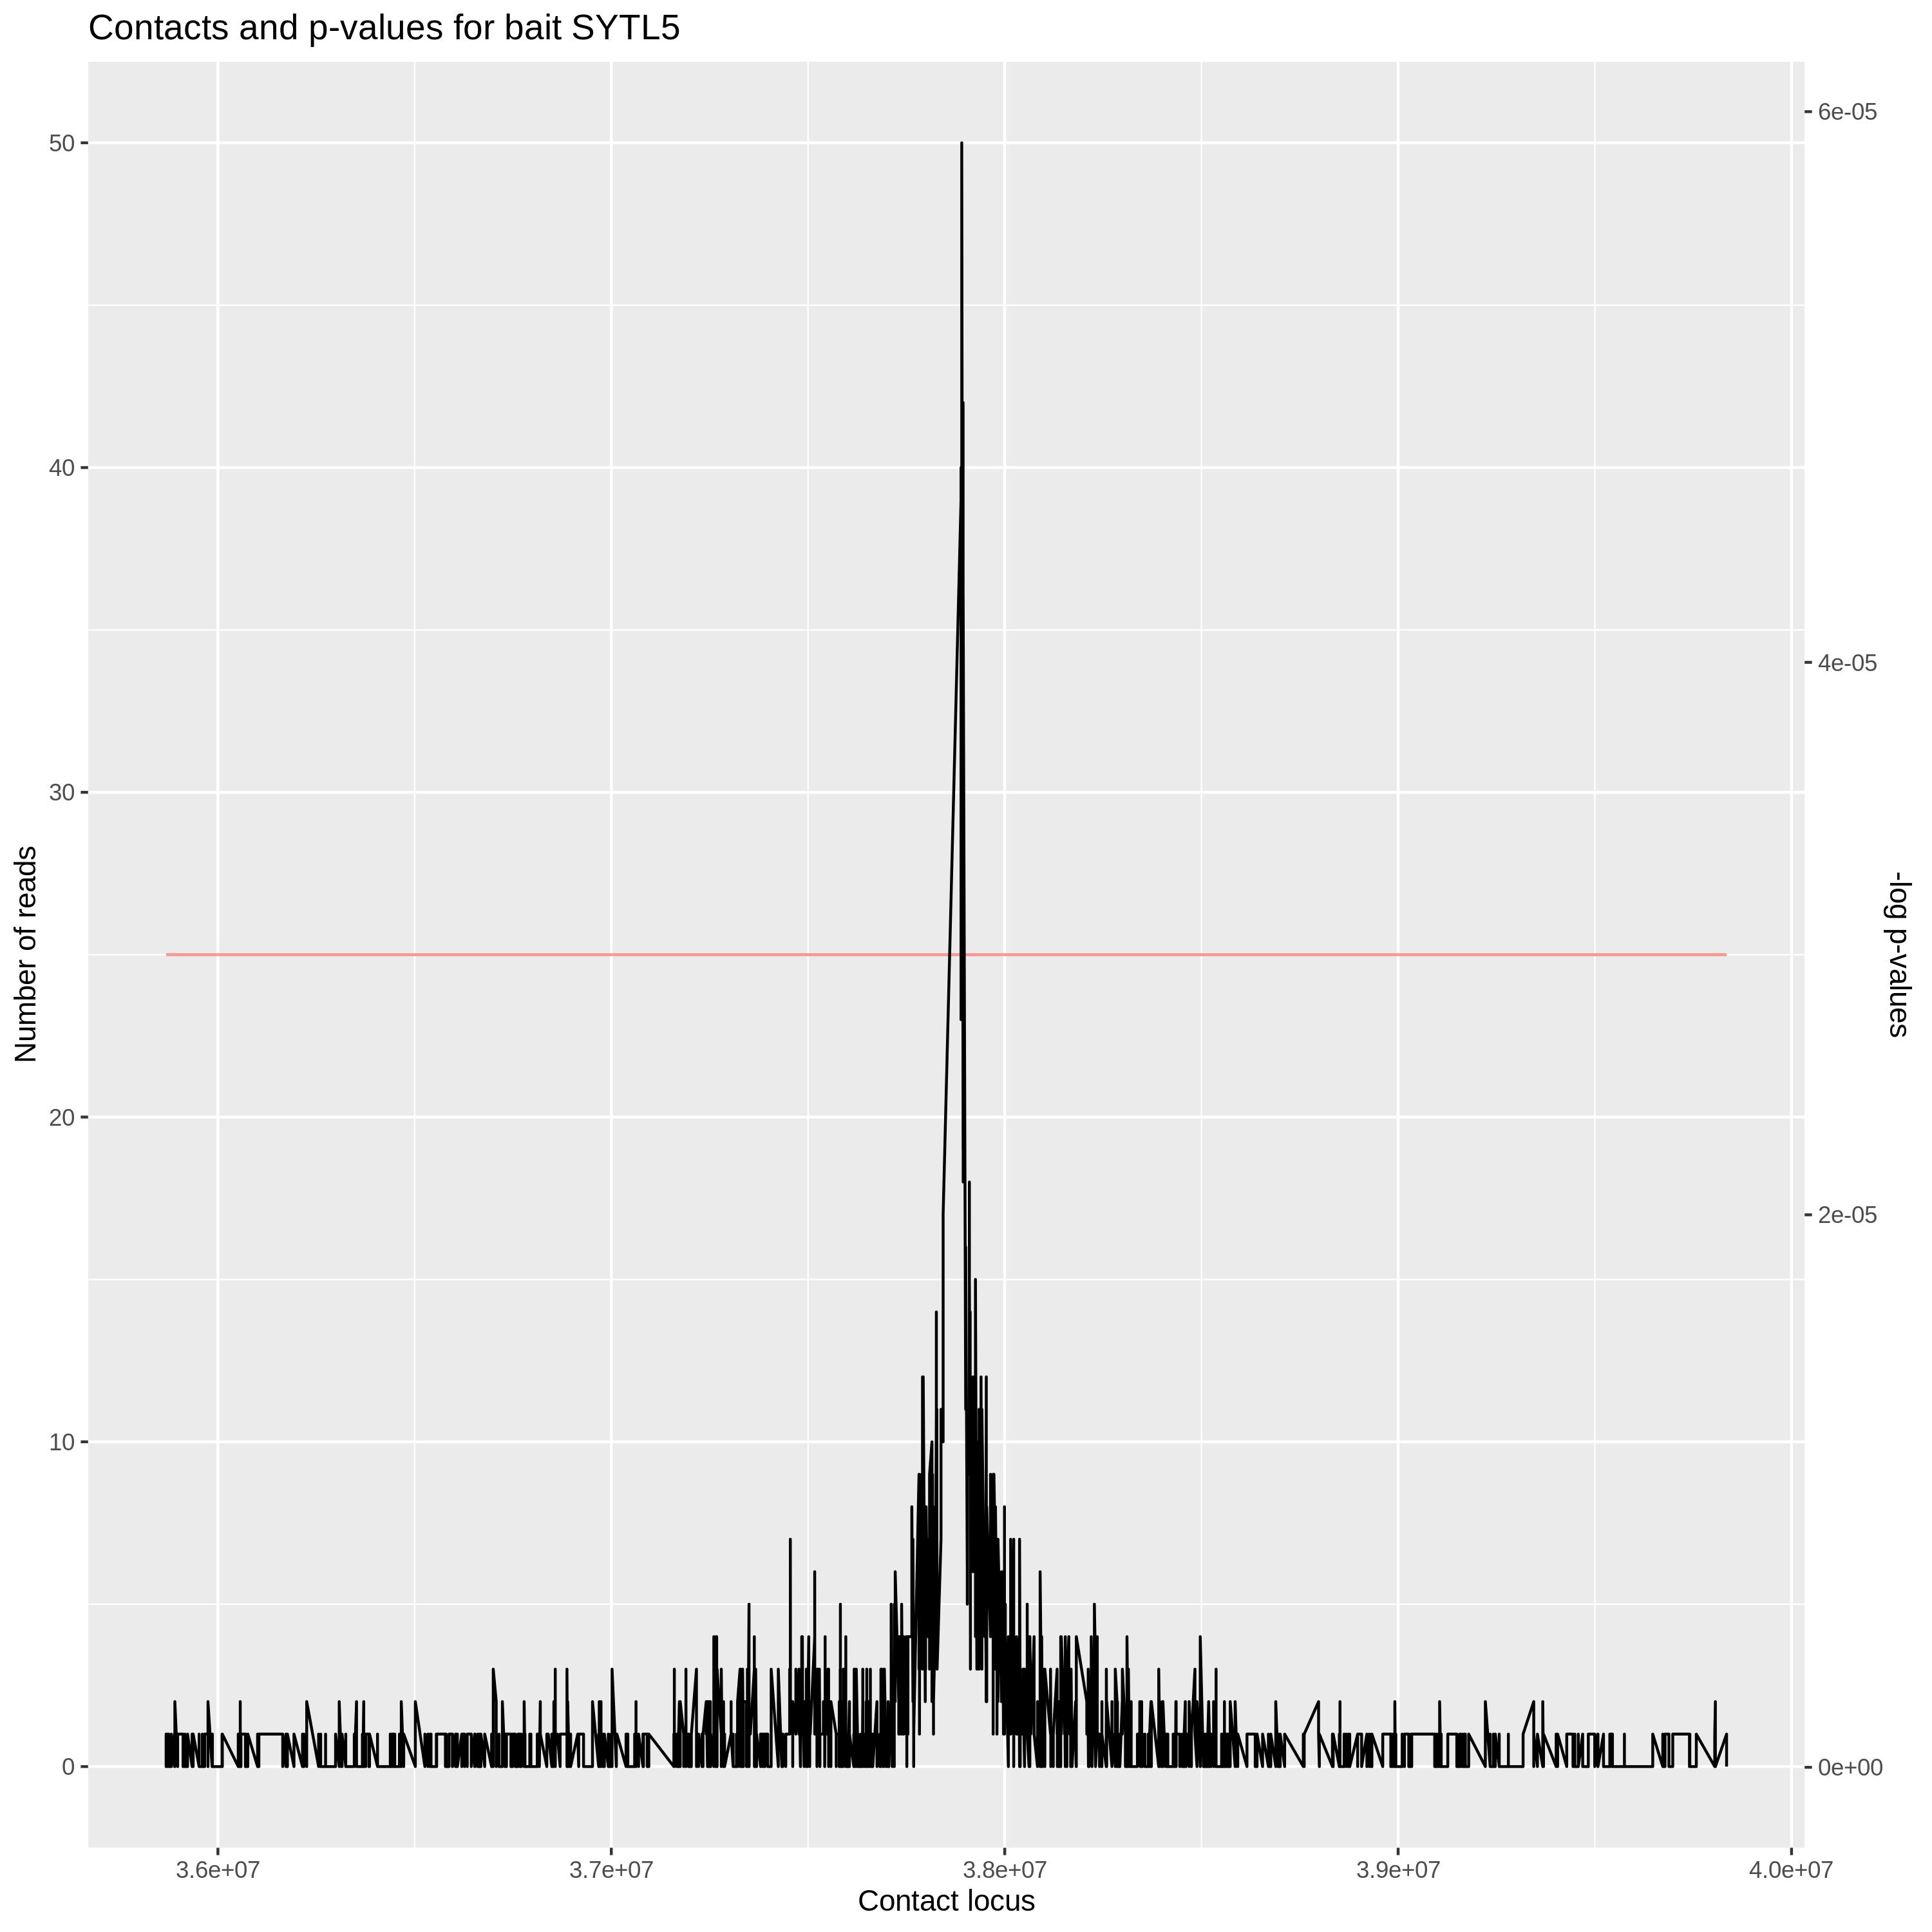 Contacts and p-values for bait SYTL5
50
40
30
20
10
0
Number of reads
6e-05
4e-05
2e-05
0e+00
-log p-values
3.6e+07
3.7e+07
3.8e+07
3.9e+07
4.0e+07
Contact locus